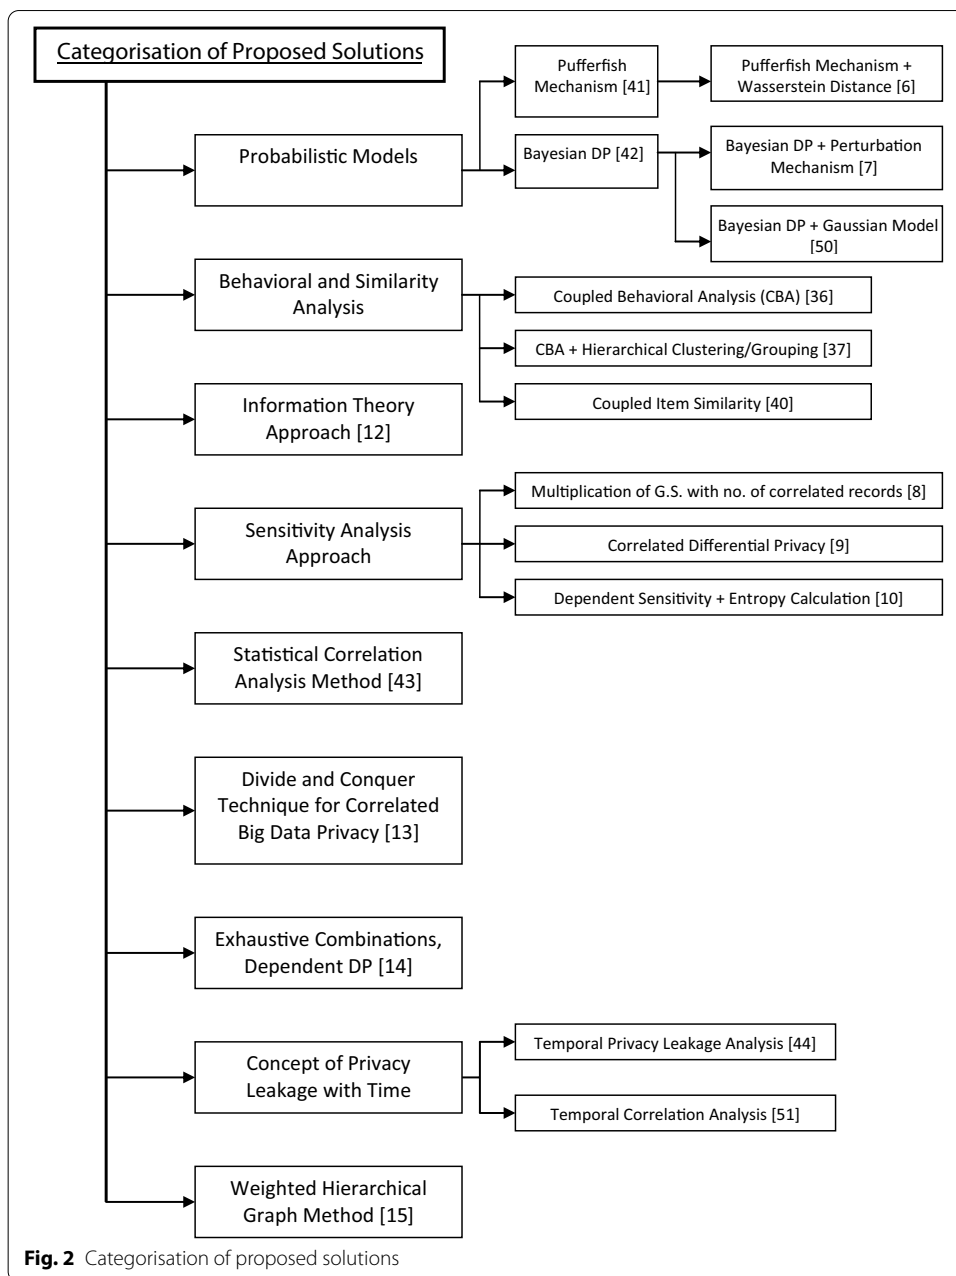 Categorisation of Proposed Solutions
Probabilistic Models
Pufferfish
Mechanism [41]
Pufferfish Mechanism +
Wasserstein Distance [6]
Bayesian DP [42]
Bayesian DP + Perturbation
Mechanism [7]
Bayesian DP + Gaussian Model
[50]
Behavioral and Similarity
Analysis
Coupled Behavioral Analysis (CBA) [36]
CBA + Hierarchical Clustering/Grouping [37]
Coupled Item Similarity [40]
Information Theory
Approach [12]
Sensitivity Analysis
Approach
Multiplication of G.S. with no. of correlated records [8]
Correlated Differential Privacy [9]
Dependent Sensitivity + Entropy Calculation [10]
Statistical Correlation
Analysis Method [43]
Divide and Conquer
Technique for Correlated
Big Data Privacy [13]
Exhaustive Combinations,
Dependent DP [14]
Concept of Privacy
Leakage with Time
Temporal Privacy Leakage Analysis [44]
Temporal Correlation Analysis [51]
Weighted Hierarchical
Graph Method [15]
Fig. 2 Categorisation of proposed solutions